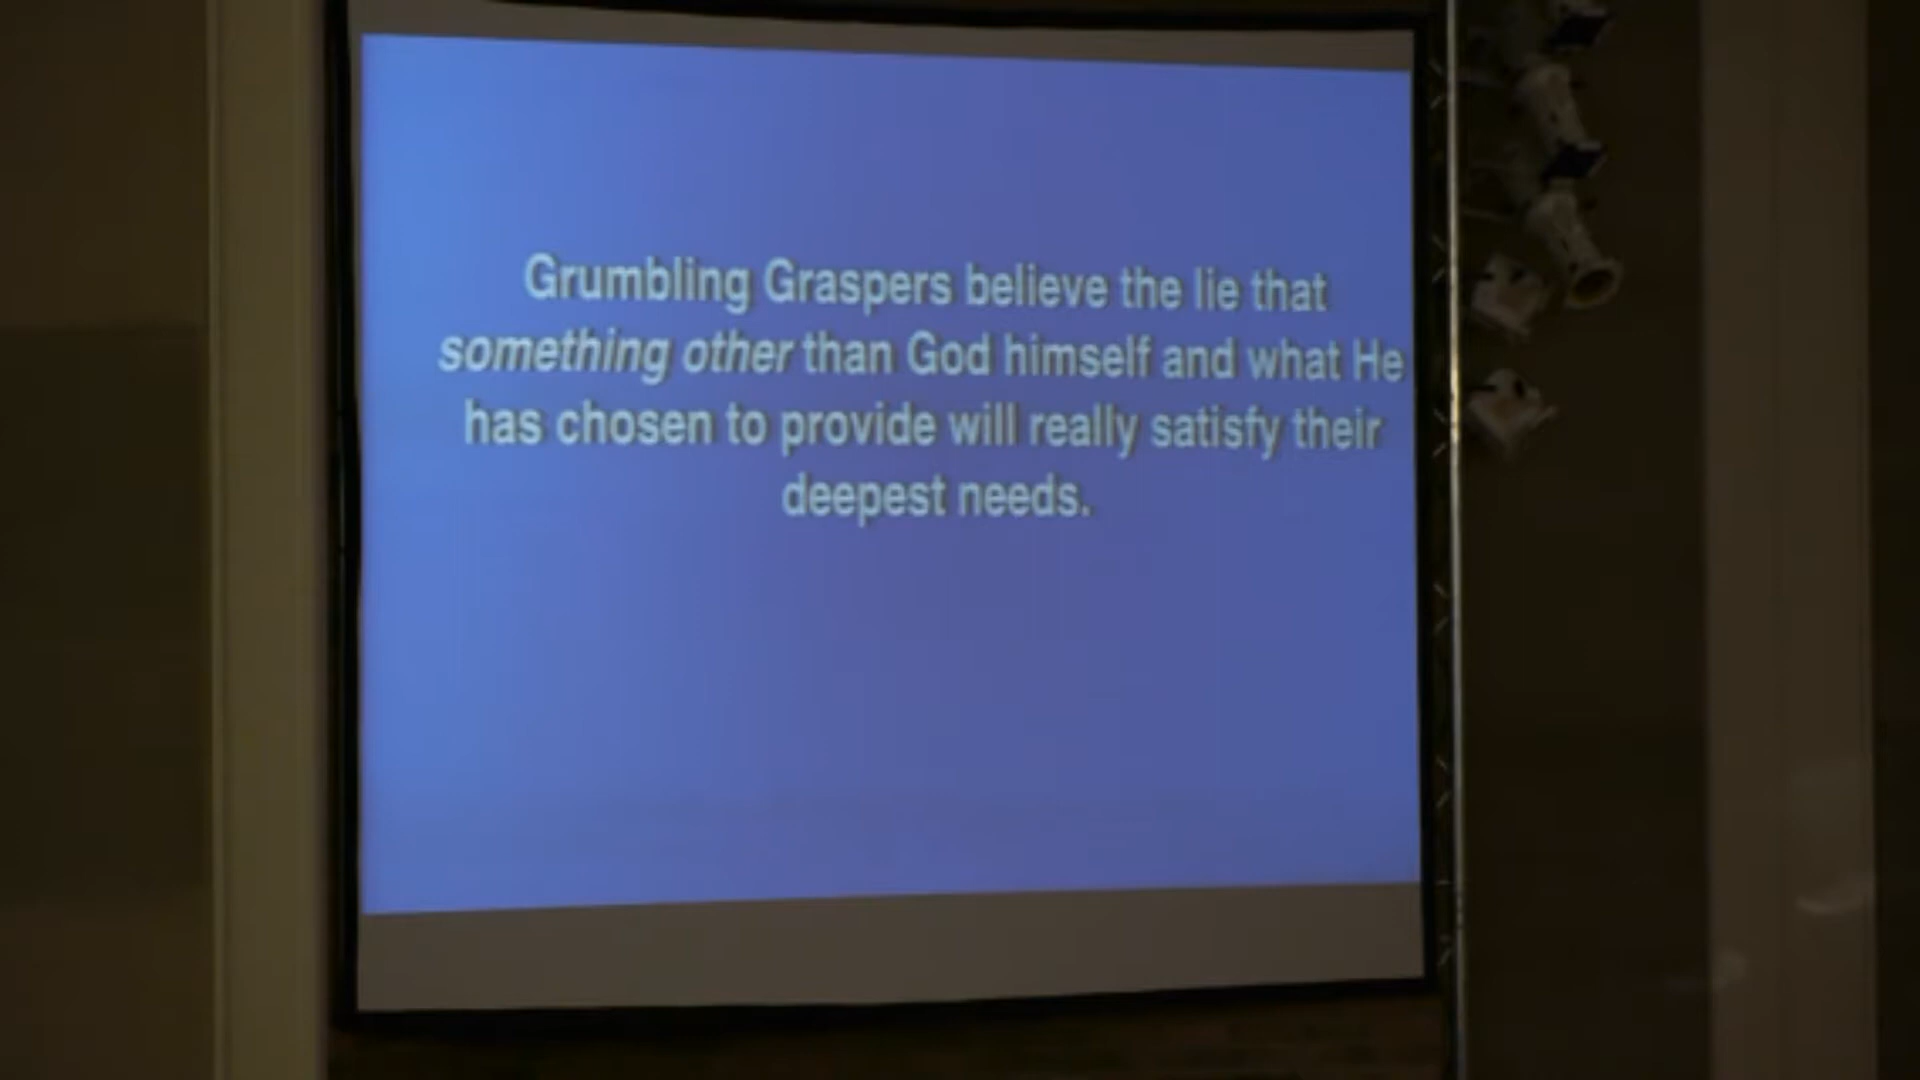 Grumbling Graspers believe the lie that
something other than God himself and what He
has chosen to provide will really satisfy their
deepest needs.